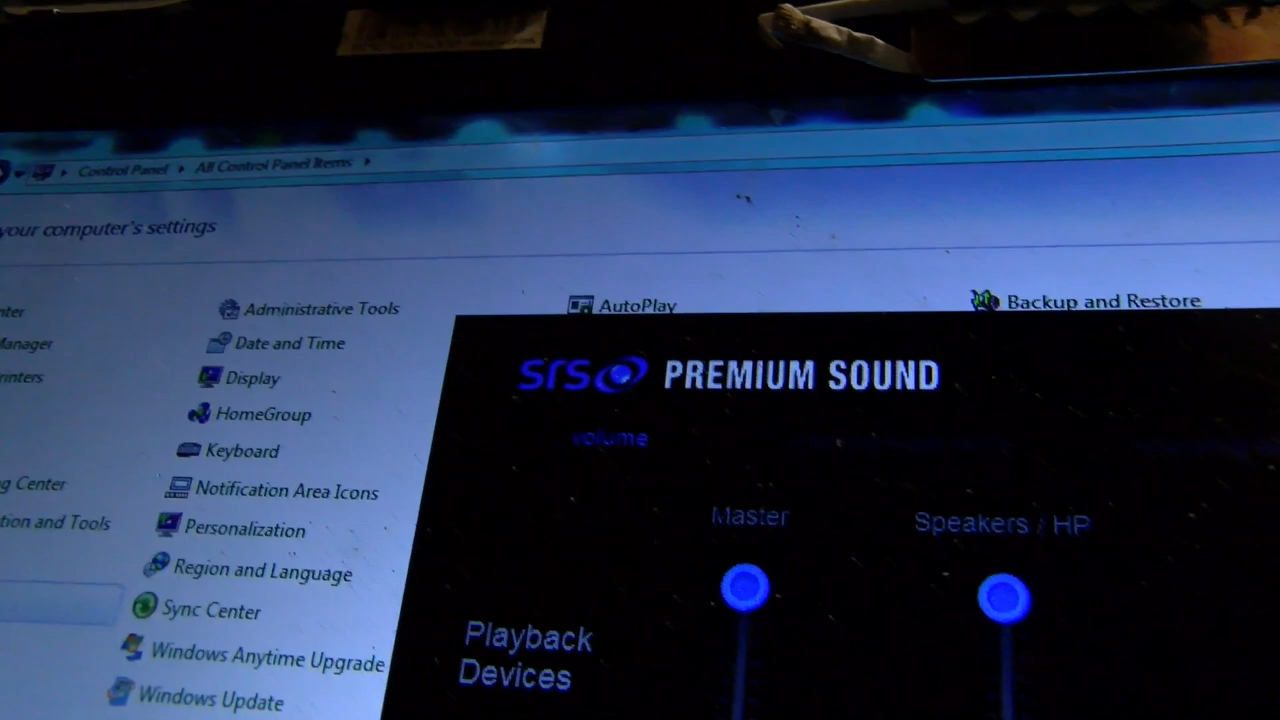 Control Panel
All Control Panel Items
your computer's settings
Administrative Tools
AutoPlay
Backup and Restore
Manager
Date and Time
Display
HomeGroup
Keyboard
g Center
Notification Area Icons
tion and Tools
Personalization
Region and Language
Sync Center
Windows Anytime Upgrade
Windows Update
srs PREMIUM SOUND
volume
Master
Speakers / HP
Playback
Devices